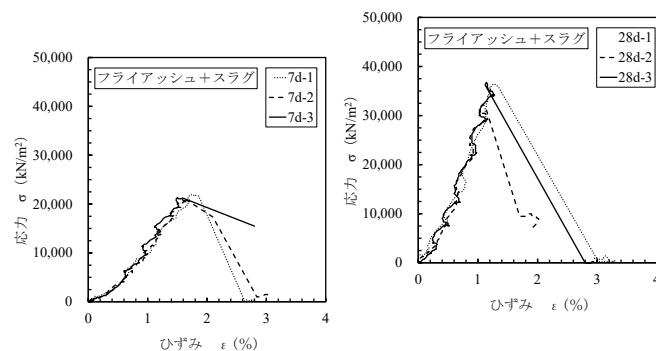 50,000
40,000
30,000
20,000
10,000
0
応力 σ (kN/m²)
フライアッシュ+スラグ
7d-1
7d-2
7d-3
0 1 2 3 4
ひずみ ε (%)
50,000
40,000
30,000
20,000
10,000
0
応力 σ (kN/m²)
フライアッシュ+スラグ
28d-1
28d-2
28d-3
0 1 2 3 4
ひずみ ε (%)